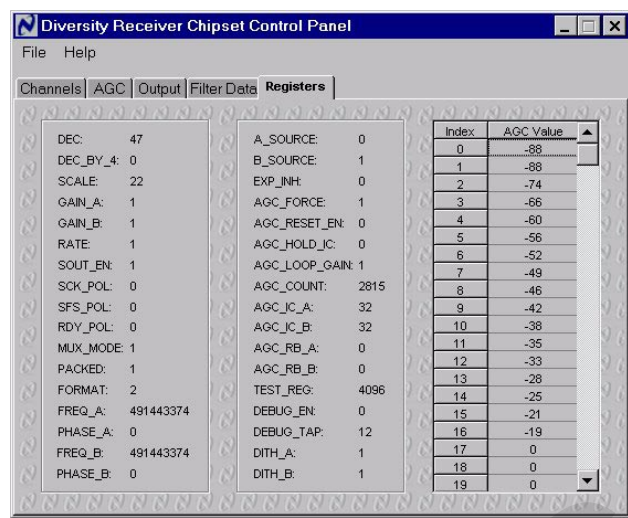 Diversity Receiver Chipset Control Panel
File Help
Channels AGC Output Filter Data Registers
DEC: 47
DEC_BY_4: 0
SCALE: 22
GAIN_A: 1
GAIN_B: 1
RATE: 1
SOUT_EN: 1
SCK_POL: 0
SFS_POL: 0
RDY_POL: 0
MUX_MODE: 1
PACKED: 1
FORMAT: 2
FREQ_A: 491443374
PHASE_A: 0
FREQ_B: 491443374
PHASE_B: 0
A_SOURCE: 0
B_SOURCE: 1
EXP_INH: 0
AGC_FORCE: 1
AGC_RESET_EN: 0
AGC_HOLD_IC: 0
AGC_LOOP_GAIN: 1
AGC_COUNT: 2815
AGC_IC_A: 32
AGC_IC_B: 32
AGC_RB_A: 0
AGC_RB_B: 0
TEST_REG: 4096
DEBUG_EN: 0
DEBUG_TAP: 12
DITH_A: 1
DITH_B: 1
Index AGC Value
0 -88
1 -88
2 -74
3 -66
4 -60
5 -56
6 -52
7 -49
8 -46
9 -42
10 -38
11 -35
12 -33
13 -28
14 -25
15 -21
16 -19
17 0
18 0
19 0